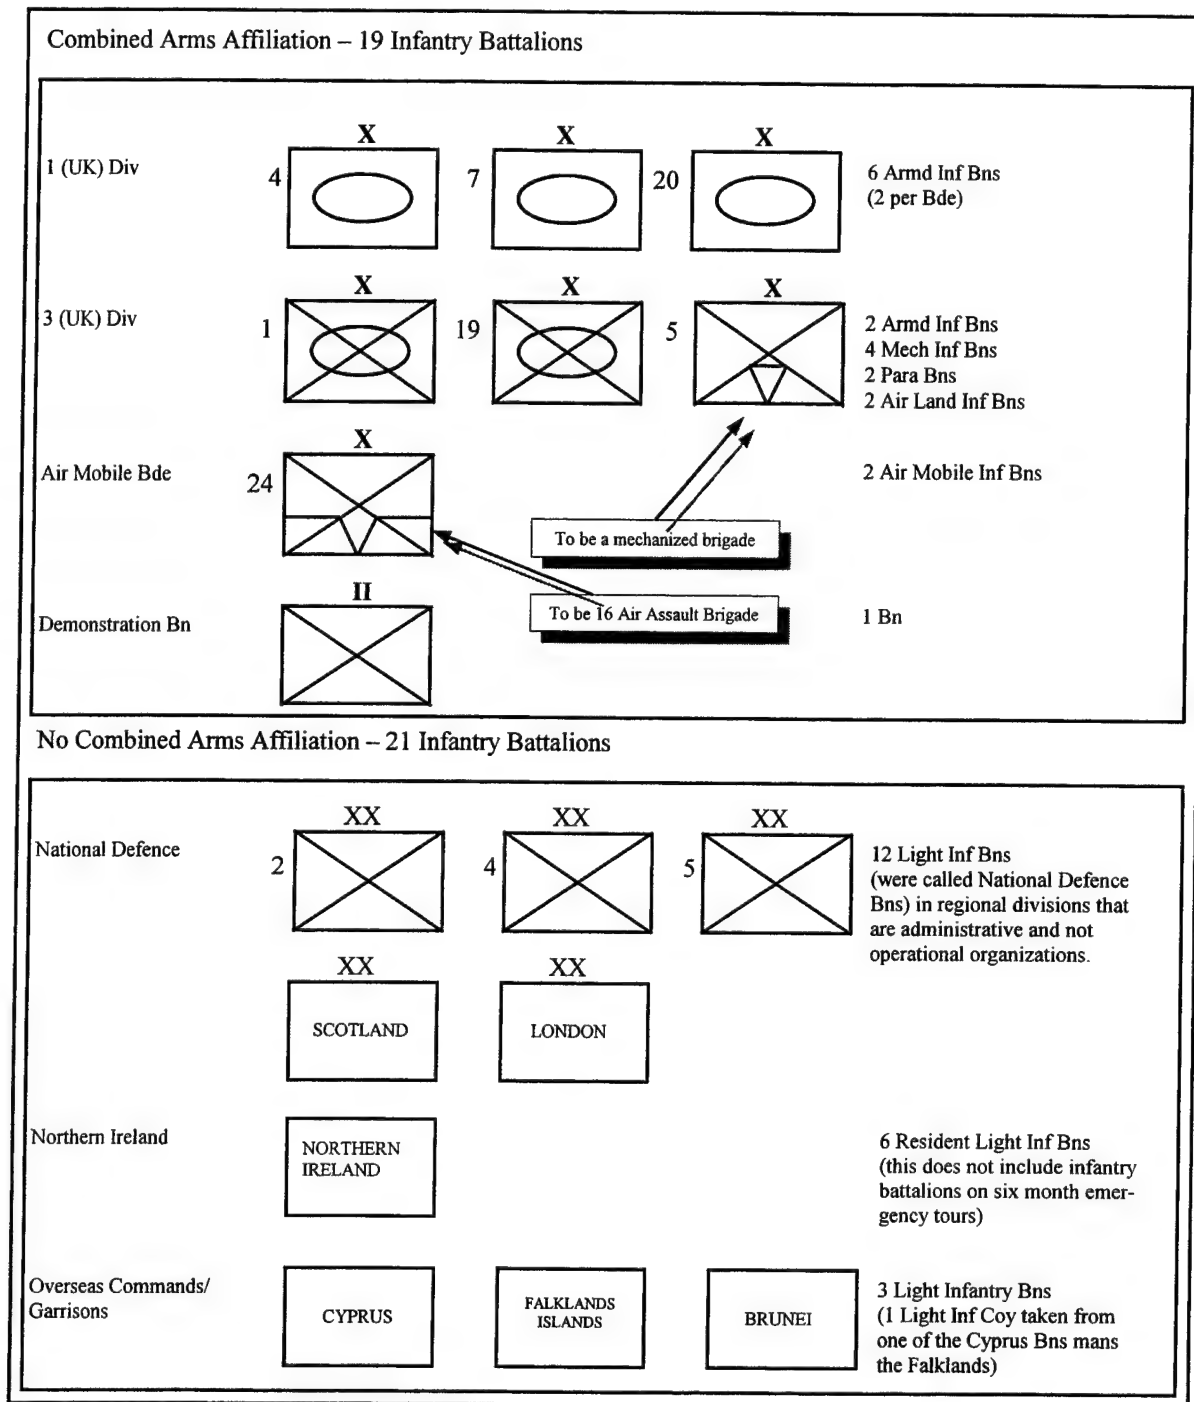 Combined Arms Affiliation – 19 Infantry Battalions
X X X
1 (UK) Div 4 7 20 6 Armd Inf Bns
(2 per Bde)
X X X
3 (UK) Div 1 19 5 2 Armd Inf Bns
4 Mech Inf Bns
2 Para Bns
2 Air Land Inf Bns
X
Air Mobile Bde 24 2 Air Mobile Inf Bns
To be a mechanized brigade
II
Demonstration Bn To be 16 Air Assault Brigade 1 Bn
No Combined Arms Affiliation – 21 Infantry Battalions
XX XX XX
National Defence 2 4 5 12 Light Inf Bns
(were called National Defence
Bns) in regional divisions that
are administrative and not
operational organizations.
XX XX
SCOTLAND LONDON
Northern Ireland NORTHERN
IRELAND
6 Resident Light Inf Bns
(this does not include infantry
battalions on six month emer-
gency tours)
Overseas Commands/
Garrisons
CYPRUS
FALKLANDS
ISLANDS
BRUNEI
3 Light Infantry Bns
(1 Light Inf Coy taken from
one of the Cyprus Bns mans
the Falklands)